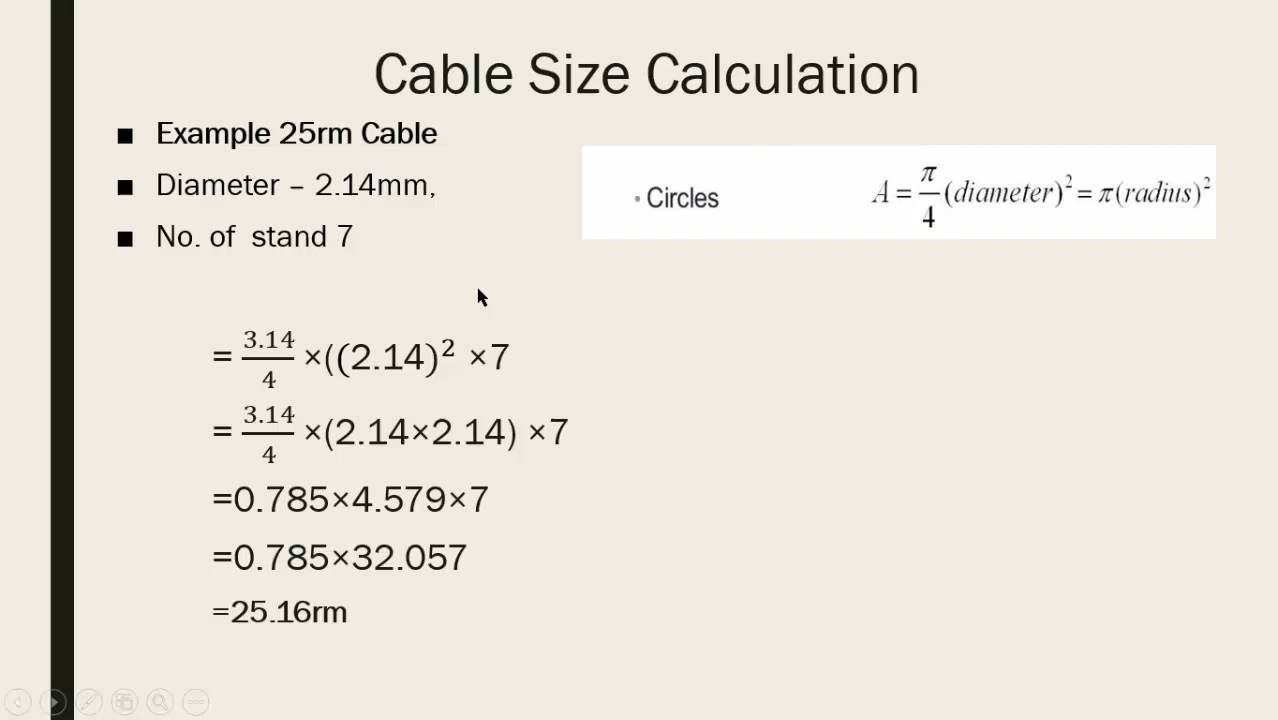 Cable Size Calculation
■ Example 25rm Cable
■ Diameter – 2.14mm,
■ No. of stand 7
• Circles A = π/4 (diameter)² = π (radius)²
= 3.14/4 ×((2.14)² ×7
= 3.14/4 ×(2.14×2.14) ×7
=0.785×4.579×7
=0.785×32.057
=25.16rm